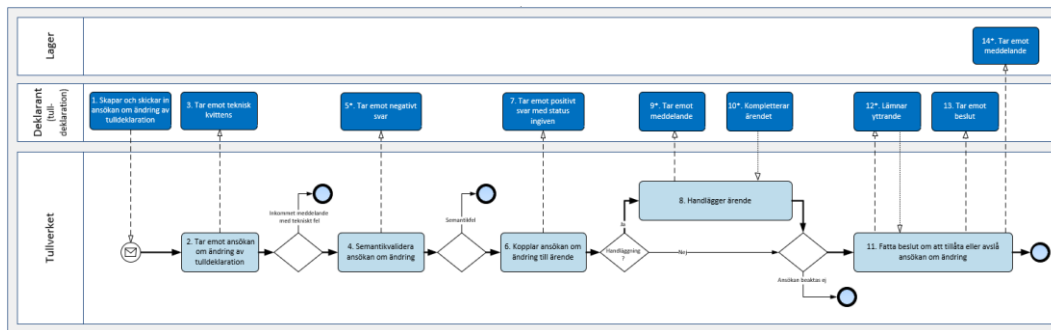 Lager
14*. Tar emot
meddelande
Deklarant
(tull-
deklaration)
1. Skapar och skickar in
ansökan om ändring av
tulldeklaration
3. Tar emot teknisk
kvittens
5*. Tar emot negativt
svar
7. Tar emot positivt
svar med status
ingiven
9*. Tar emot
meddelande
10*. Kompletterar
ärendet
12*. Lämnar
yttrande
13. Tar emot
beslut
Tullverket
2. Tar emot ansökan
om ändring av
tulldeklaration
Inkommet meddelande
med tekniskt fel
4. Semantikvalidera
ansökan om ändring
Semantikfel
6. Kopplar ansökan om
ändring till ärende
Handläggning
?
Ja
Nej
8. Handlägger ärende
Ansökan beaktas ej
11. Fatta beslut om att tillåta eller avslå
ansökan om ändring